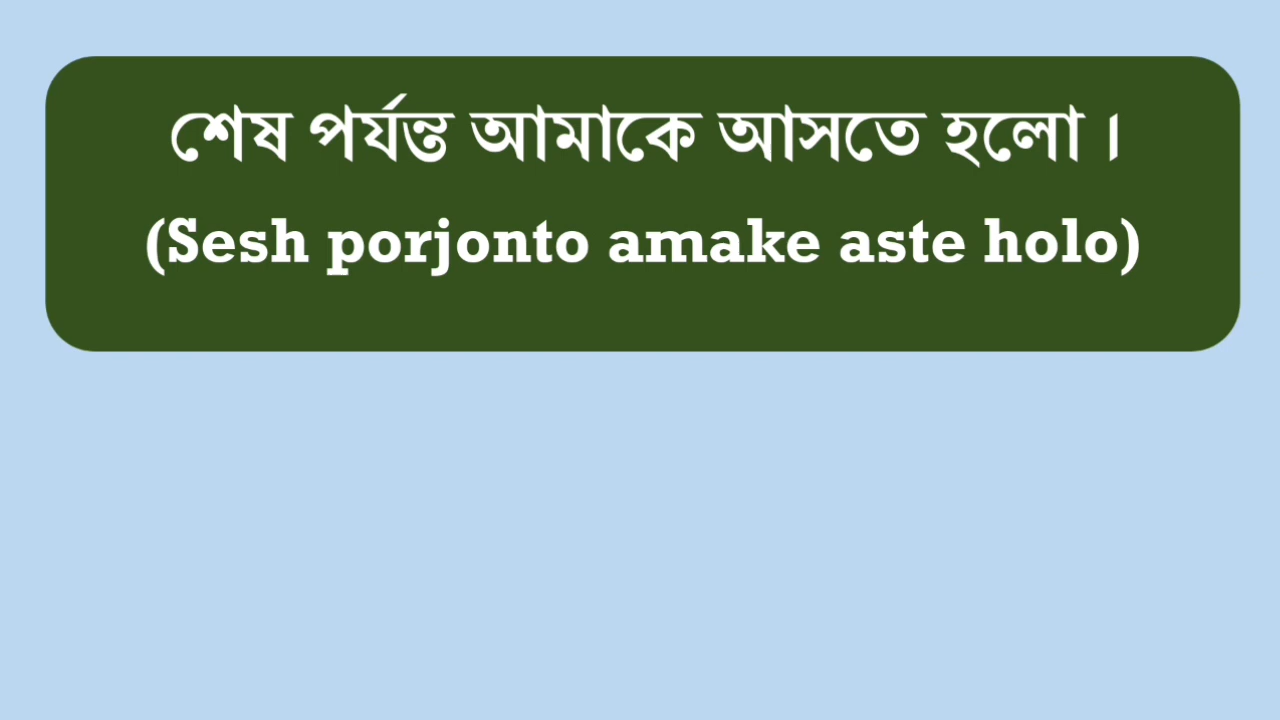 শেষ পর্যন্ত আমাকে আসতে হলো।
(Sesh porjonto amake aste holo)